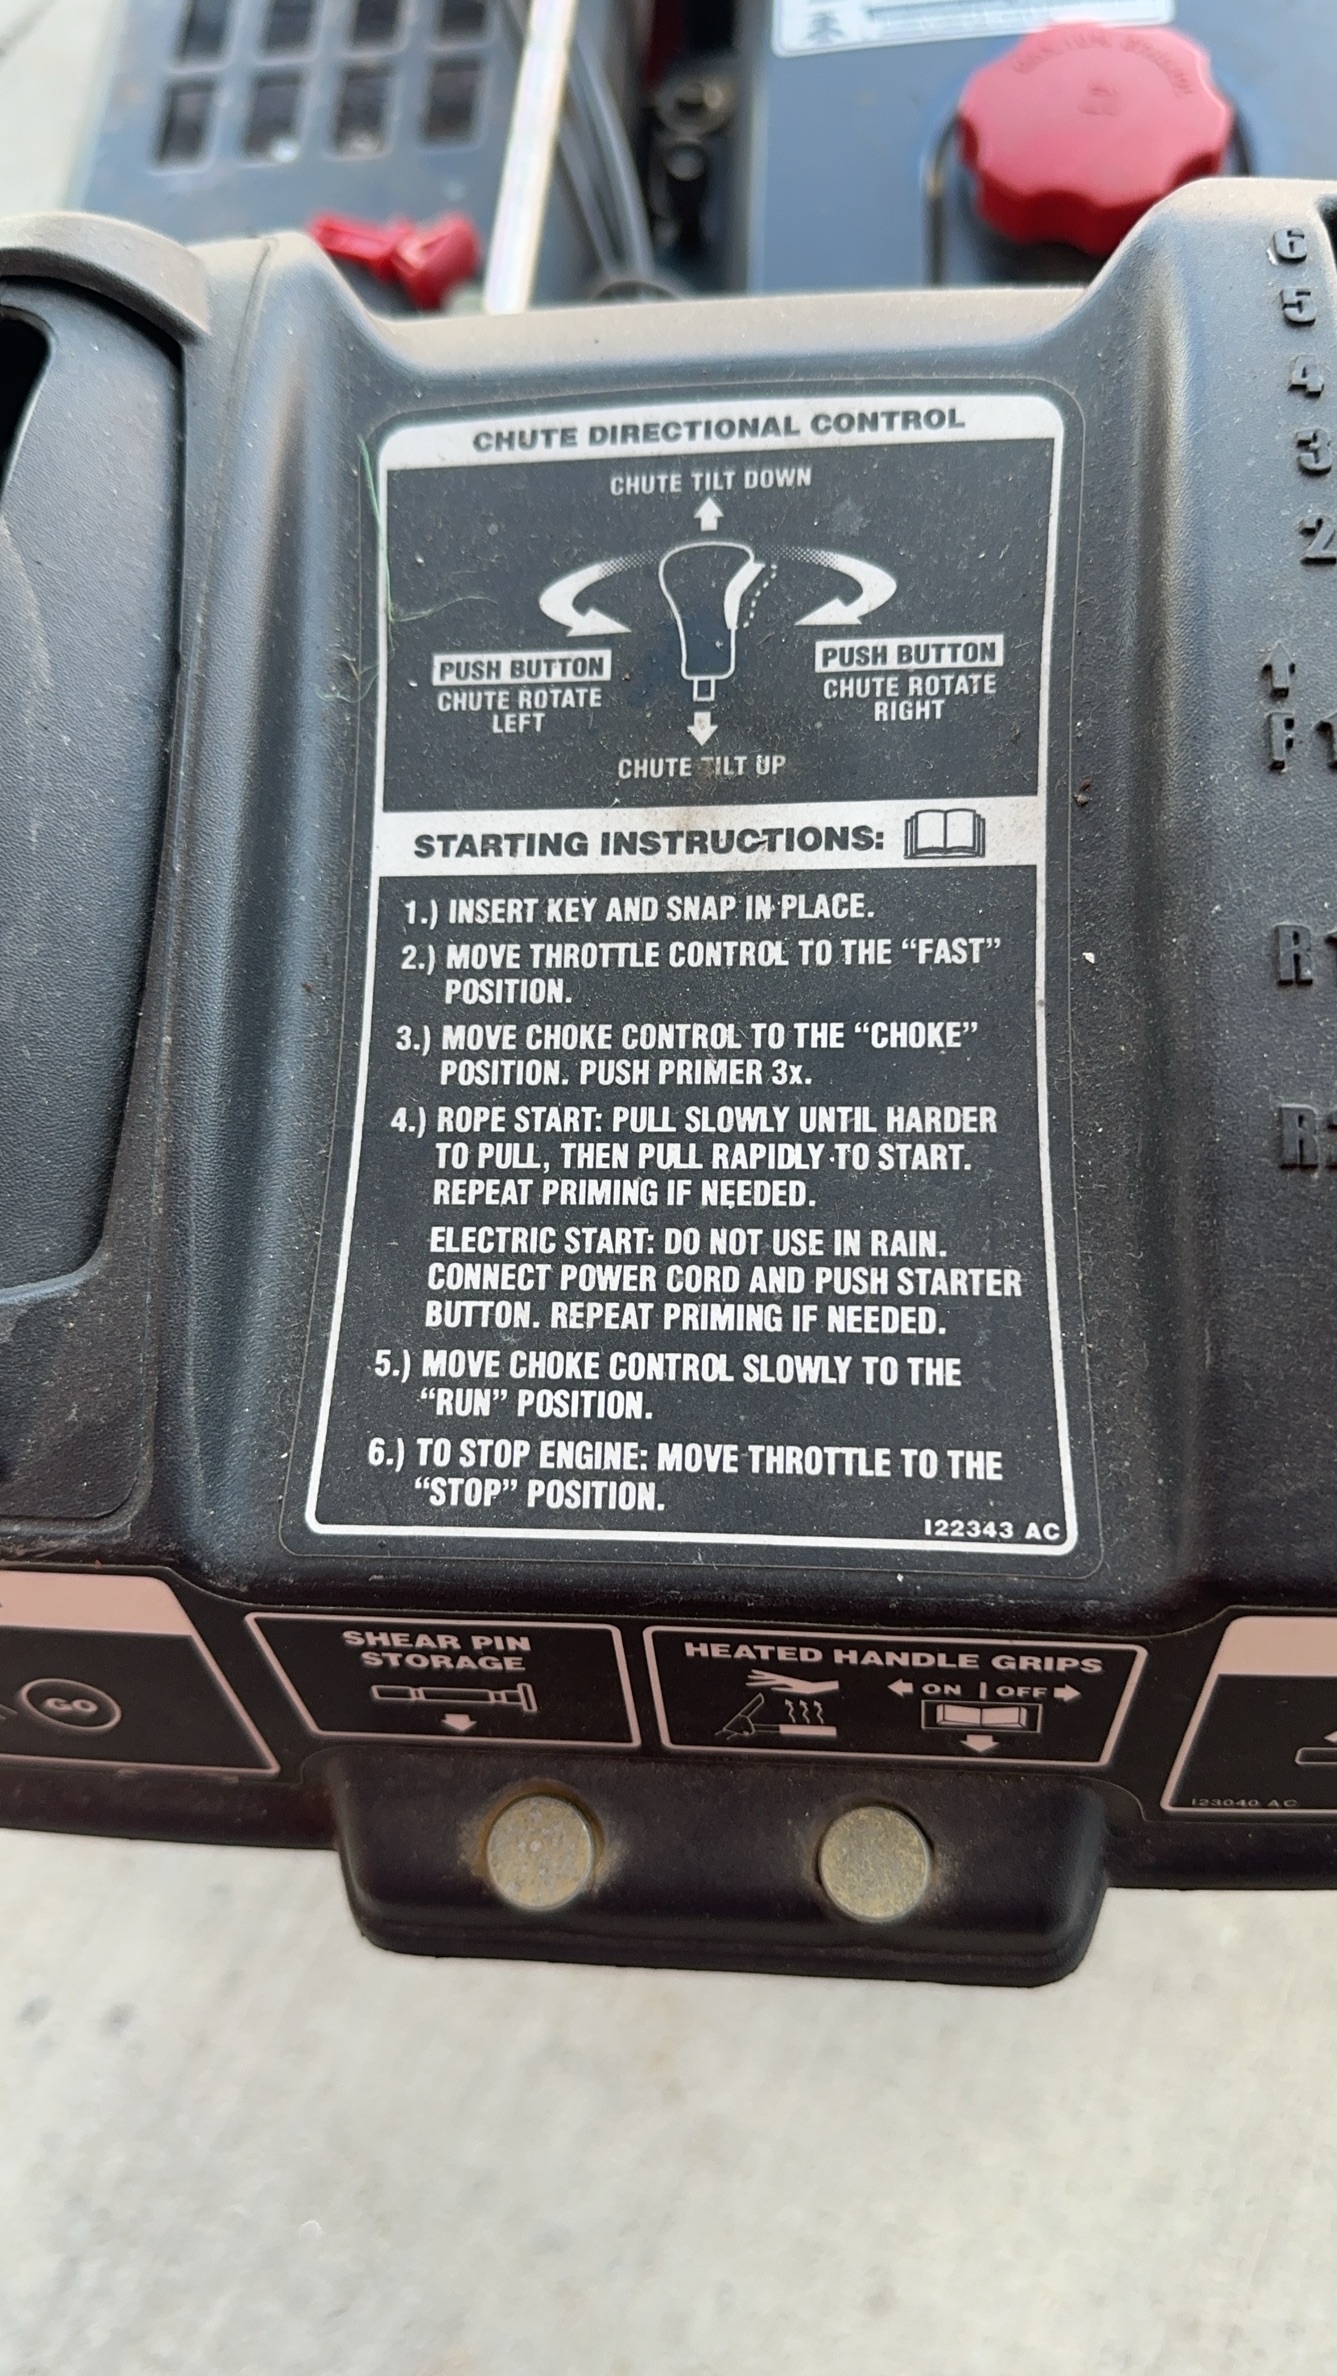 6
5
4
3
2
F1
R1
R
CHUTE DIRECTIONAL CONTROL
CHUTE TILT DOWN
PUSH BUTTON
CHUTE ROTATE
LEFT
PUSH BUTTON
CHUTE ROTATE
RIGHT
CHUTE TILT UP
STARTING INSTRUCTIONS:
1.) INSERT KEY AND SNAP IN PLACE.
2.) MOVE THROTTLE CONTROL TO THE “FAST”
POSITION.
3.) MOVE CHOKE CONTROL TO THE “CHOKE”
POSITION. PUSH PRIMER 3x.
4.) ROPE START: PULL SLOWLY UNTIL HARDER
TO PULL, THEN PULL RAPIDLY TO START.
REPEAT PRIMING IF NEEDED.
ELECTRIC START: DO NOT USE IN RAIN.
CONNECT POWER CORD AND PUSH STARTER
BUTTON. REPEAT PRIMING IF NEEDED.
5.) MOVE CHOKE CONTROL SLOWLY TO THE
“RUN” POSITION.
6.) TO STOP ENGINE: MOVE THROTTLE TO THE
“STOP” POSITION.
122343 AC
GO
SHEAR PIN
STORAGE
HEATED HANDLE GRIPS
ON | OFF
123040 AC